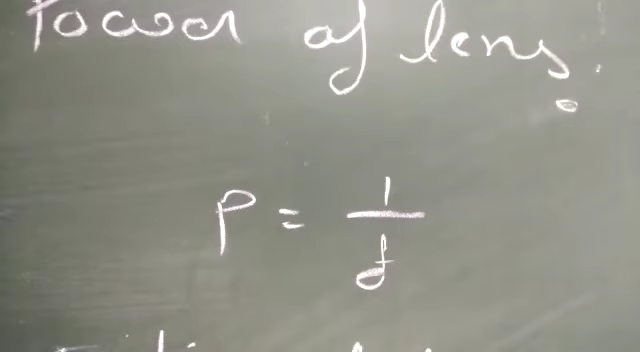 Power of lens.
P = 1/f